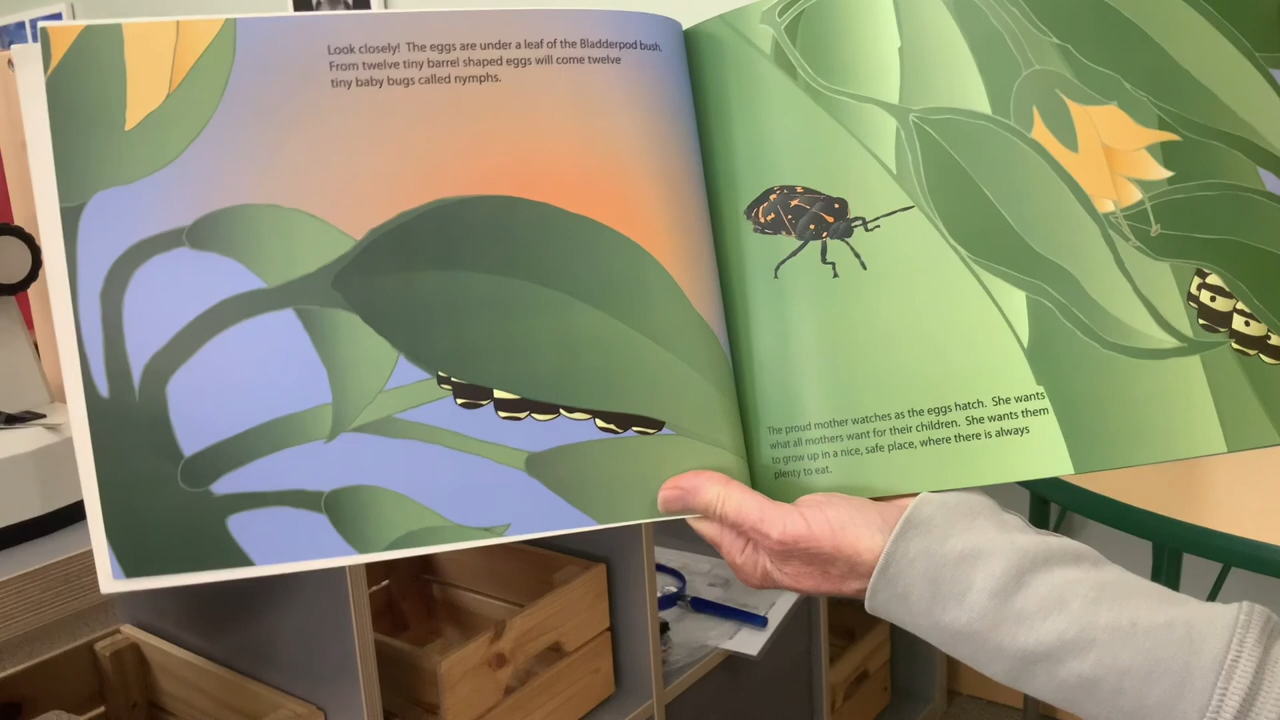 Look closely!  The eggs are under a leaf of the Bladderpod bush.
From twelve tiny barrel shaped eggs will come twelve
tiny baby bugs called nymphs.
The proud mother watches as the eggs hatch.  She wants
what all mothers want for their children.  She wants them
to grow up in a nice, safe place, where there is always
plenty to eat.